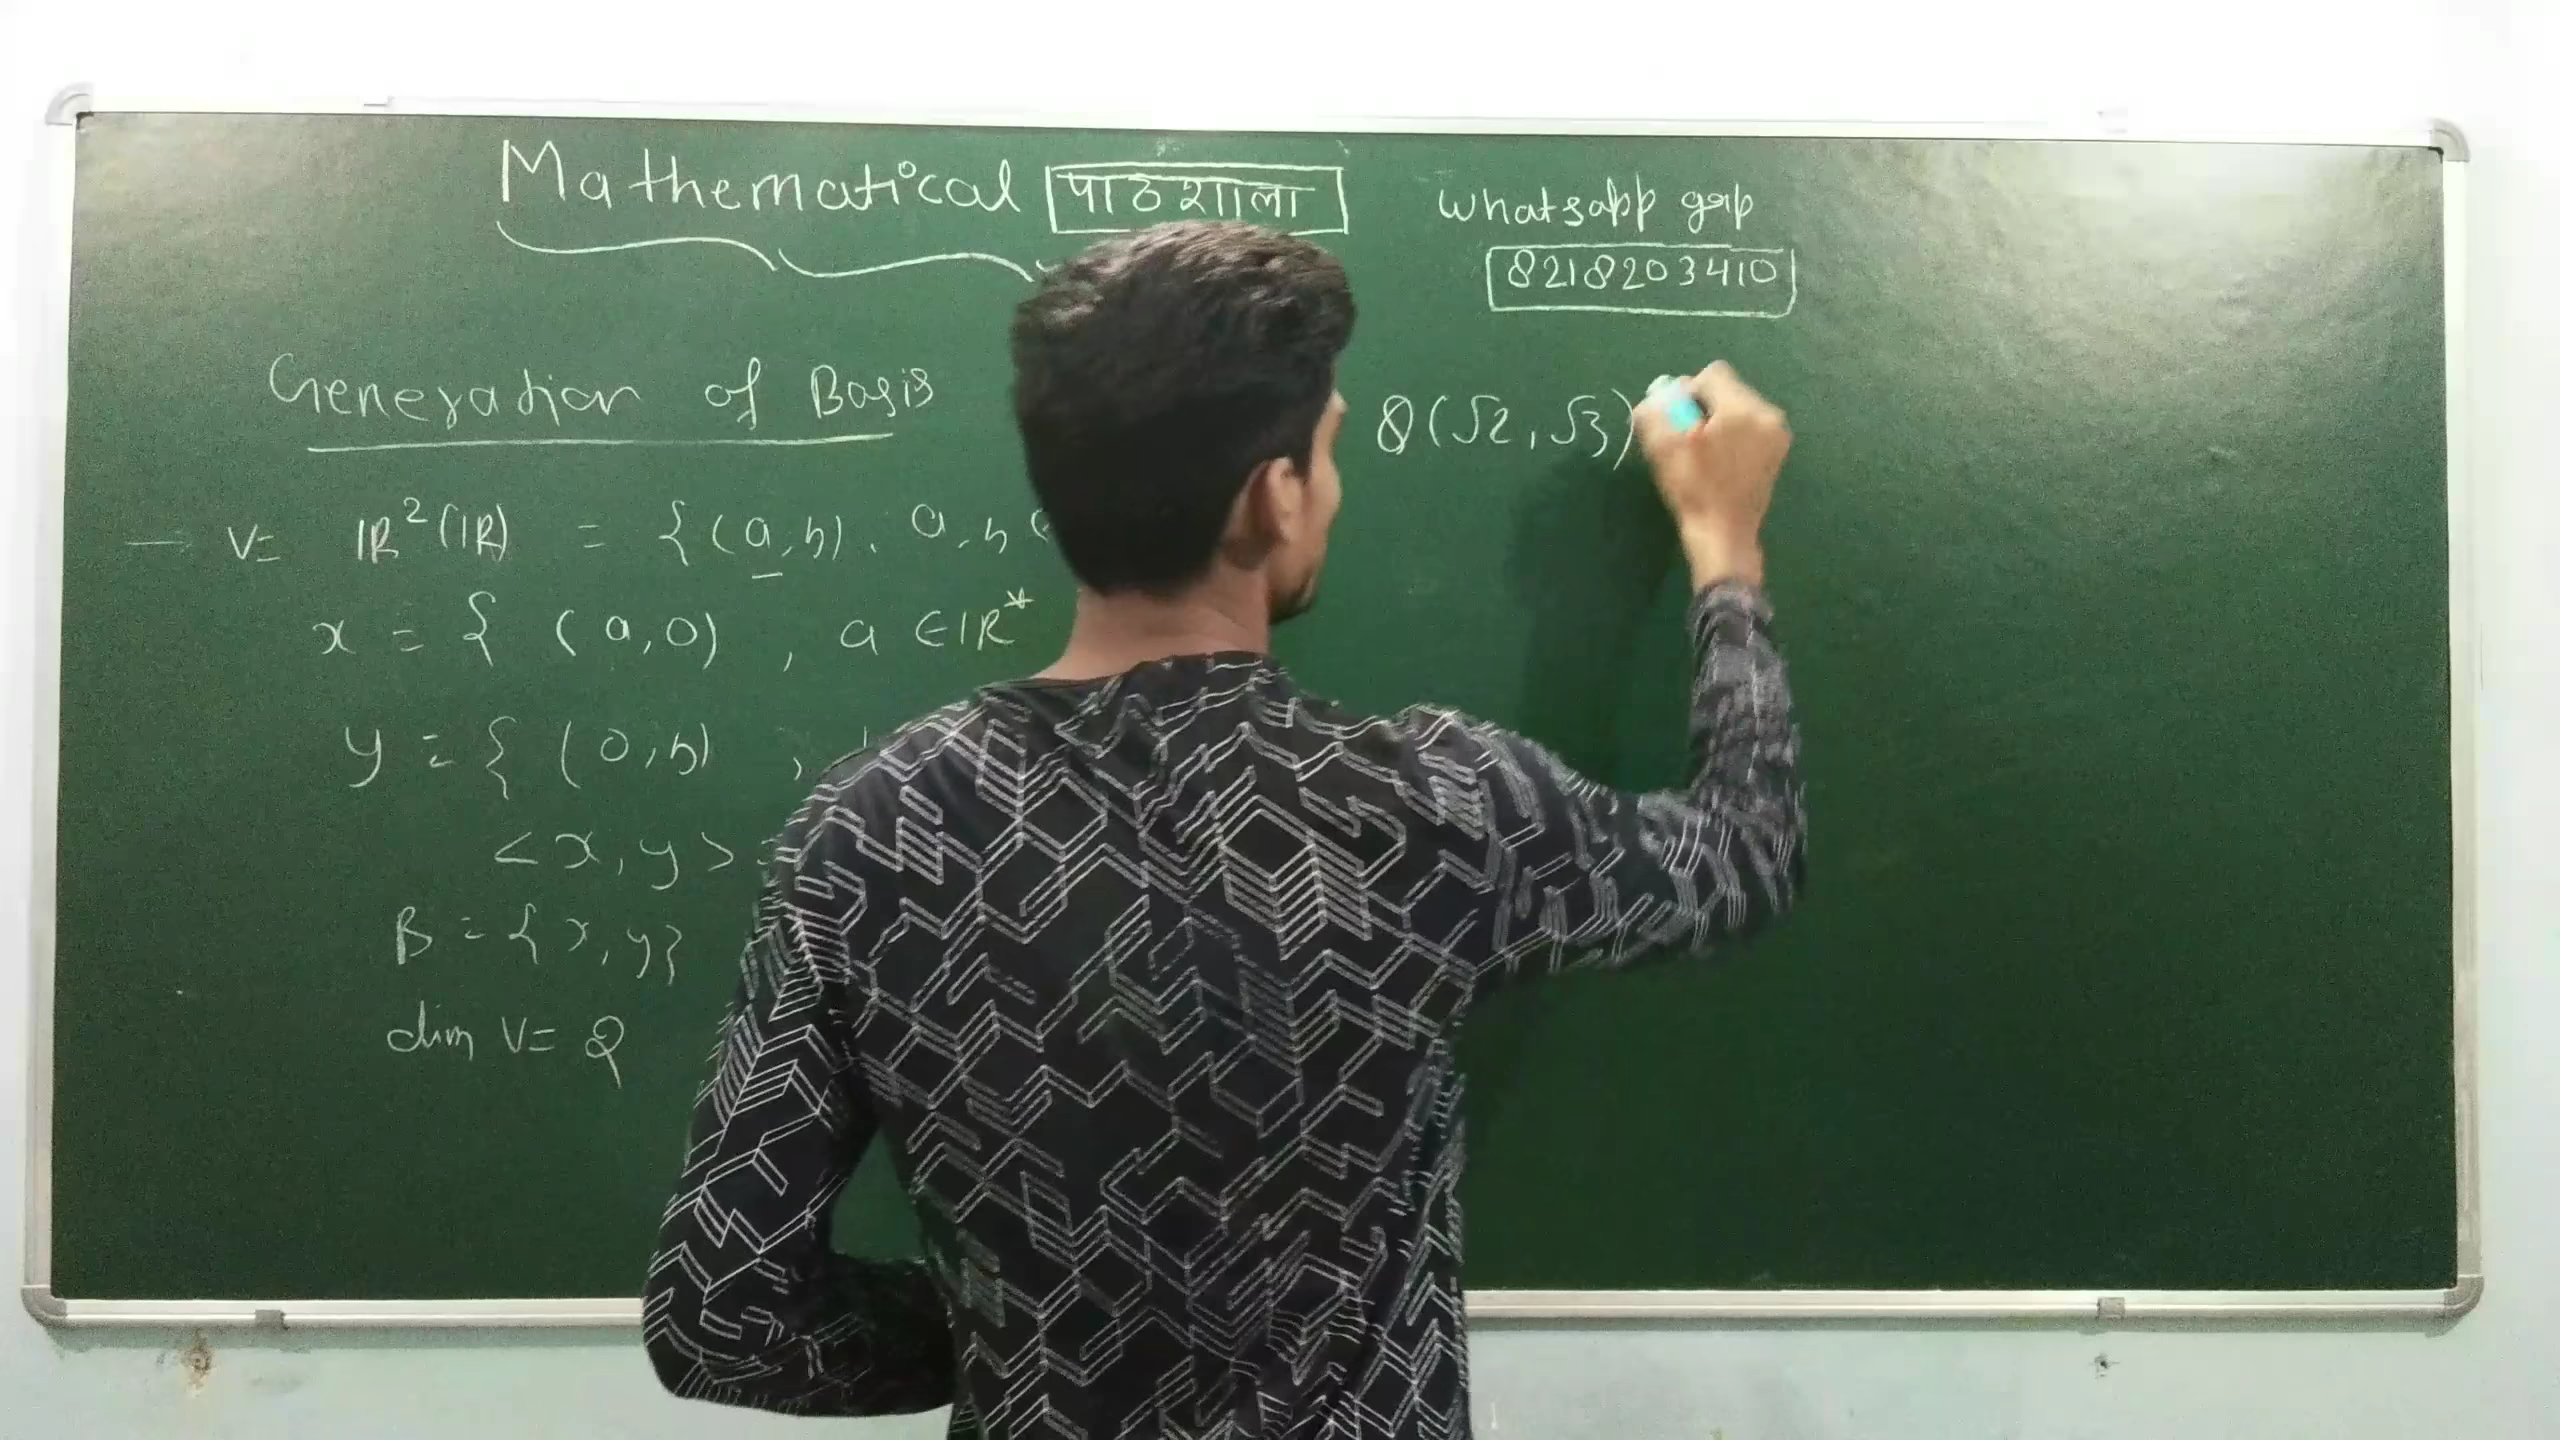 Mathematical पाठशाला
Whatsapp grp
8218203410
Generation of Basis
Q(√2, √3)
V= IR²(IR) = {(a,b), a,b
x = { (a,0) , a ∈ IR*
y = { (0,b) ,
<x, y>
B = {x, y}
dim V= 2